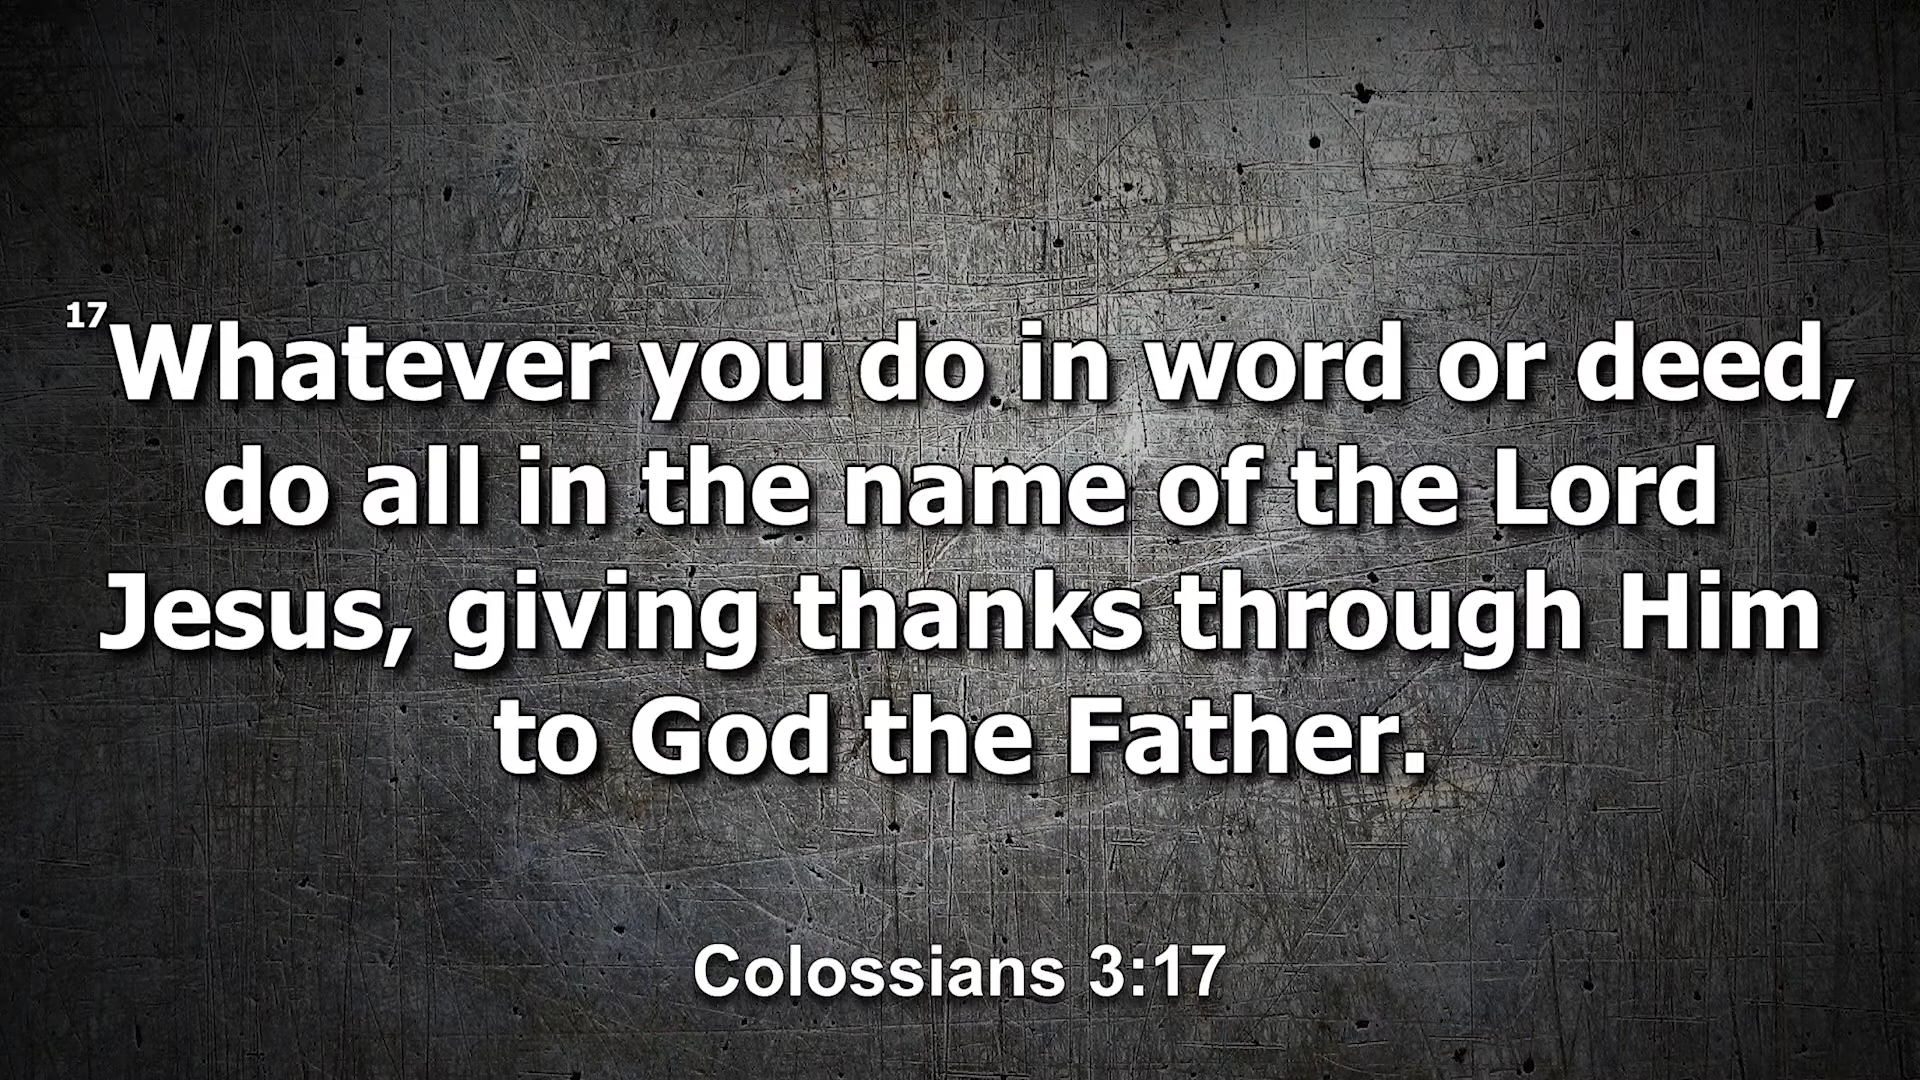 17Whatever you do in word or deed,
do all in the name of the Lord
Jesus, giving thanks through Him
to God the Father.
Colossians 3:17